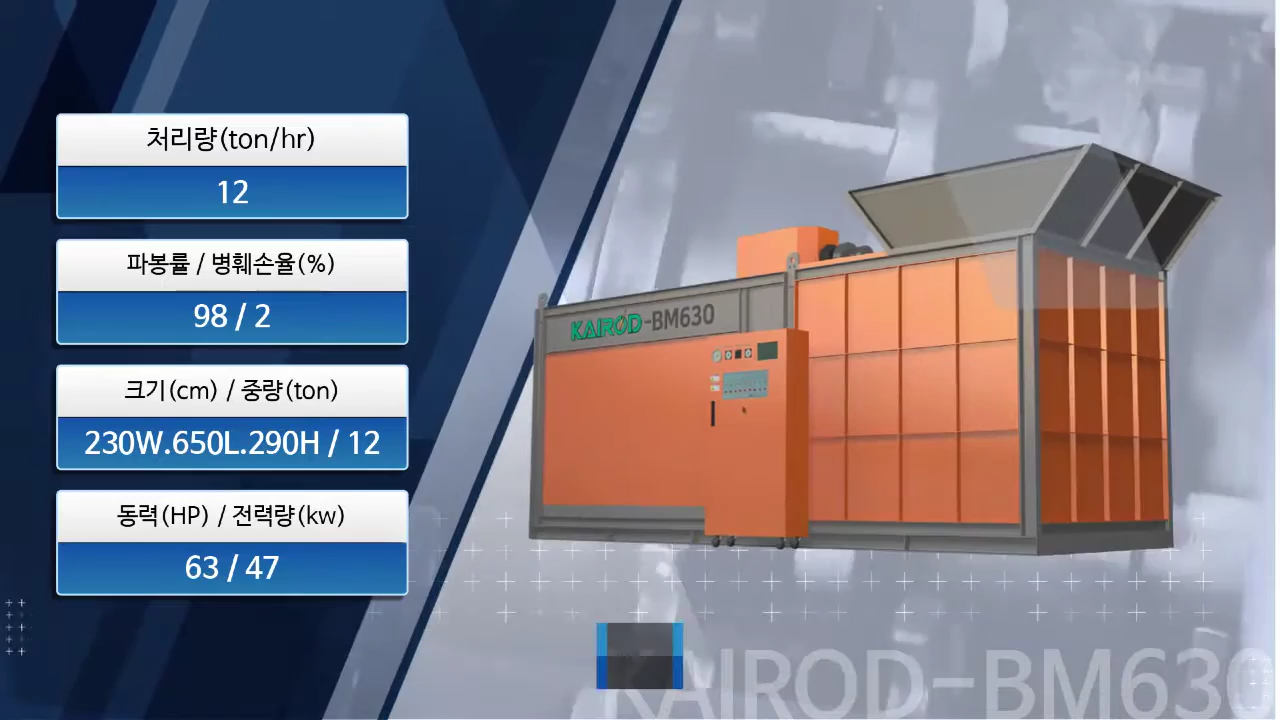 처리량(ton/hr)
12
파봉률 / 병훼손율(%)
98 / 2
크기(cm) / 중량(ton)
230W.650L.290H / 12
동력(HP) / 전력량(kw)
63 / 47
KAIROD-BM630
KAIROD-BM630